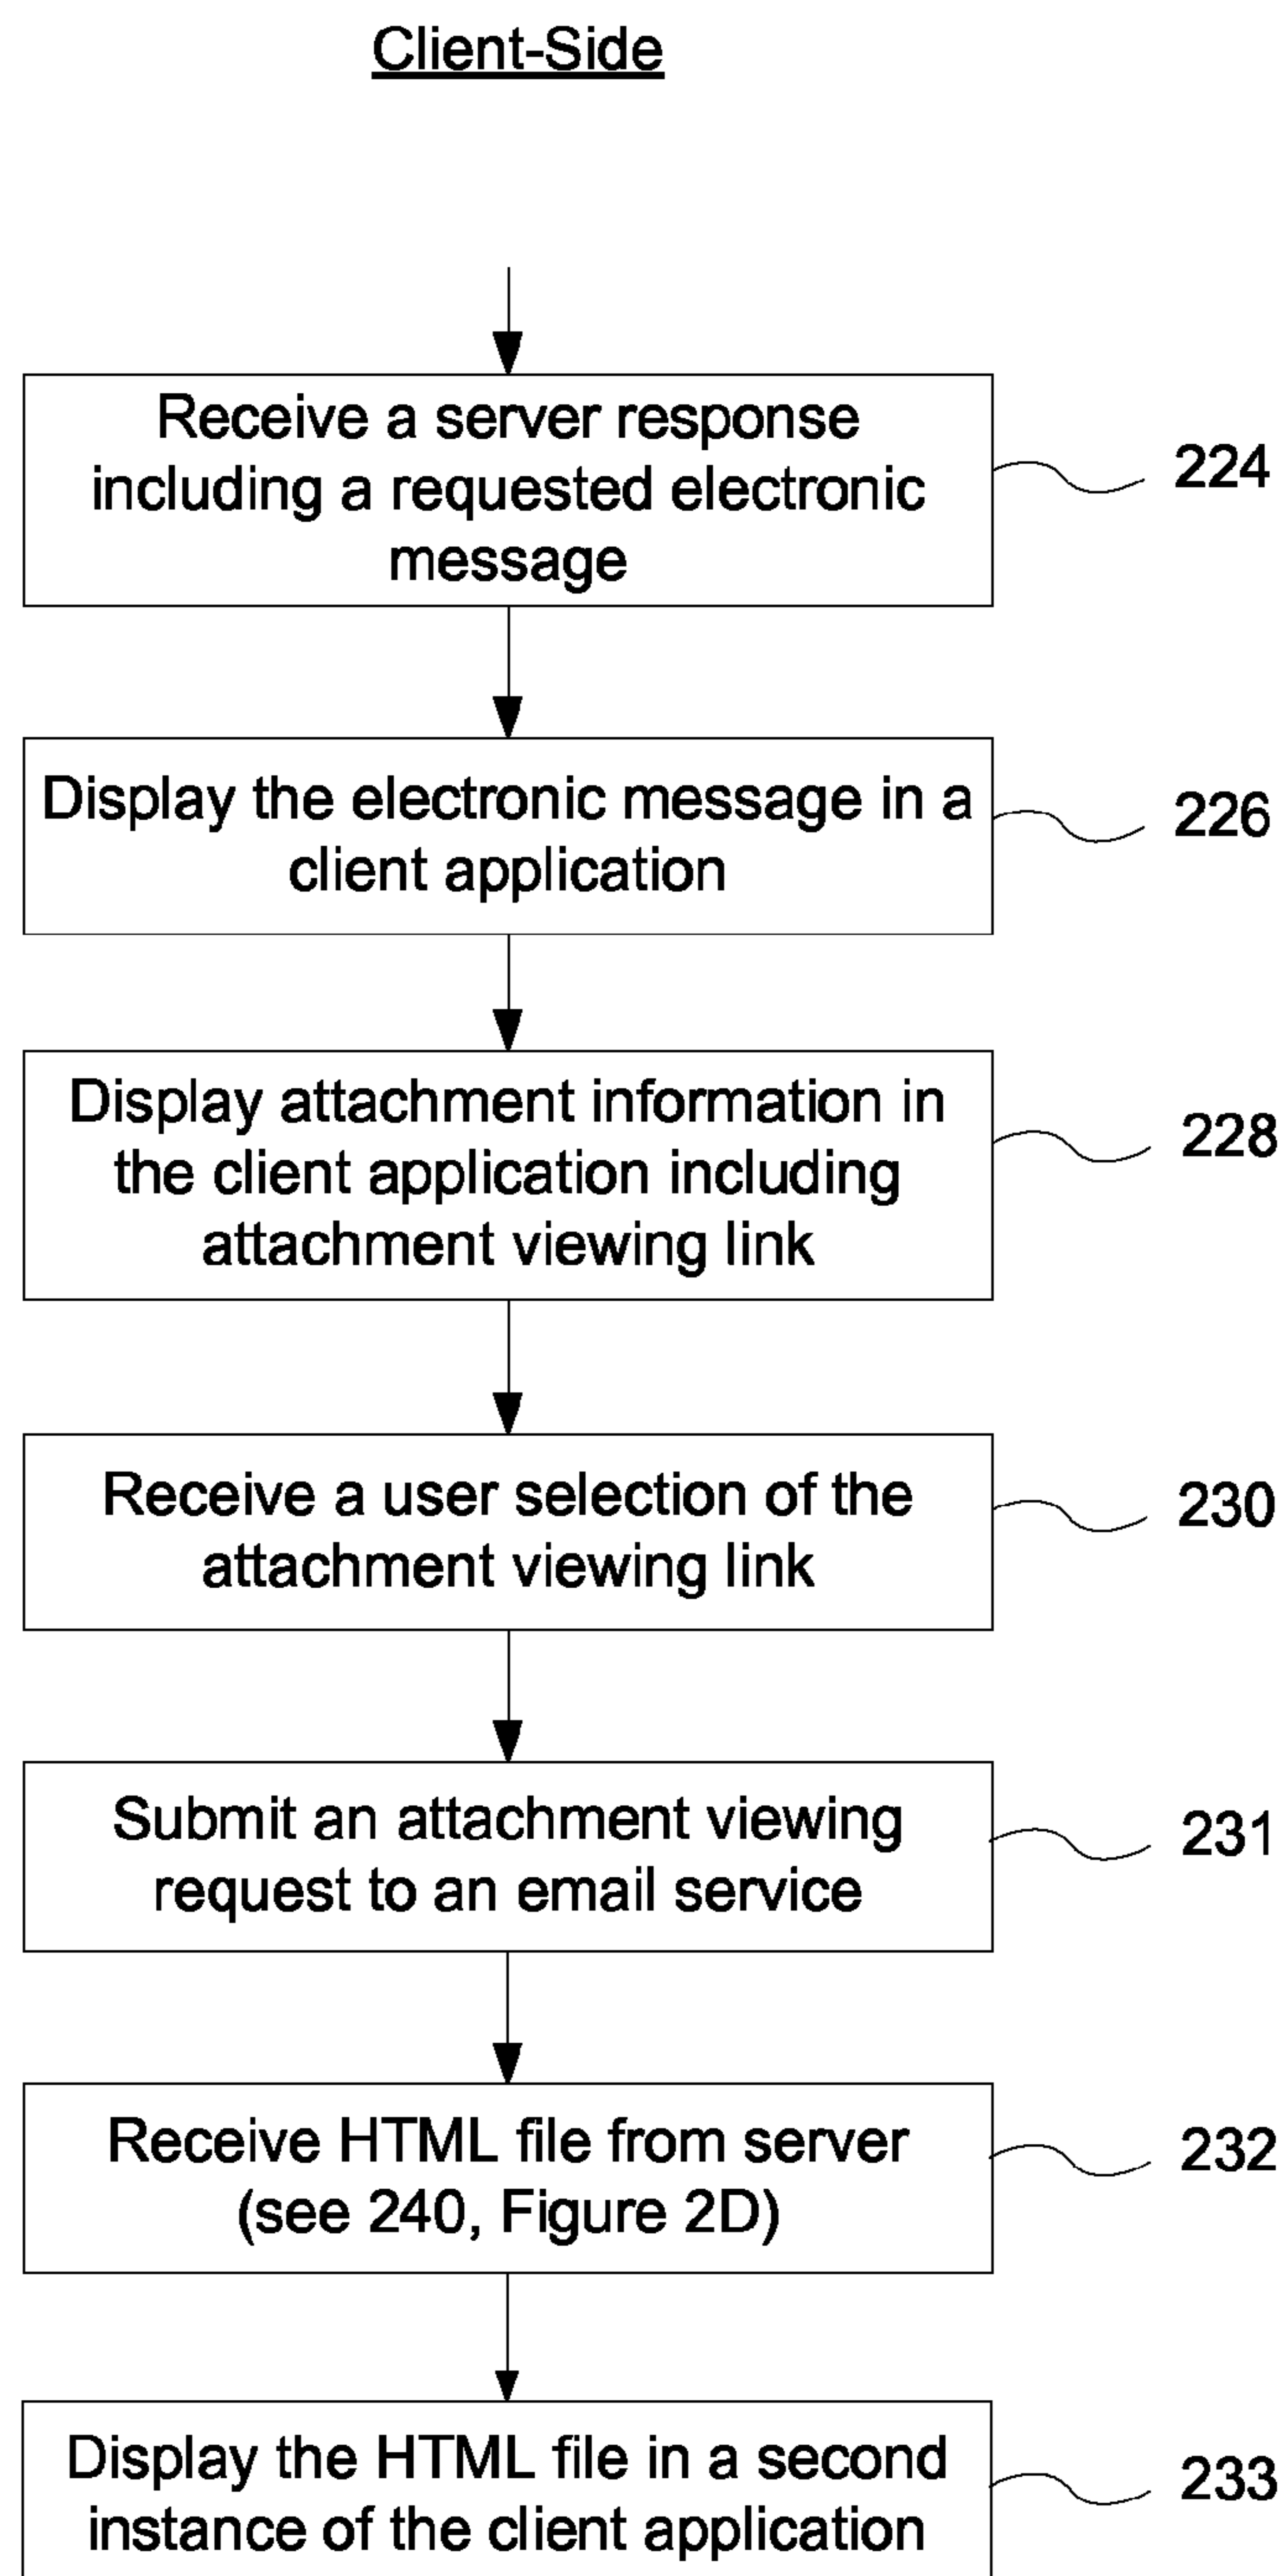 Client-Side
Receive a server response
including a requested electronic
message
224
Display the electronic message in a
client application
226
Display attachment information in
the client application including
attachment viewing link
228
Receive a user selection of the
attachment viewing link
230
Submit an attachment viewing
request to an email service
231
Receive HTML file from server
(see 240, Figure 2D)
232
Display the HTML file in a second
instance of the client application
233